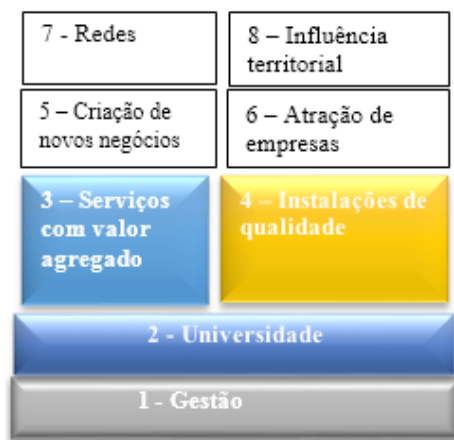 7 - Redes
8 – Influência
territorial
5 – Criação de
novos negócios
6 – Atração de
empresas
3 – Serviços
com valor
agregado
4 – Instalações de
qualidade
2 - Universidade
1 - Gestão